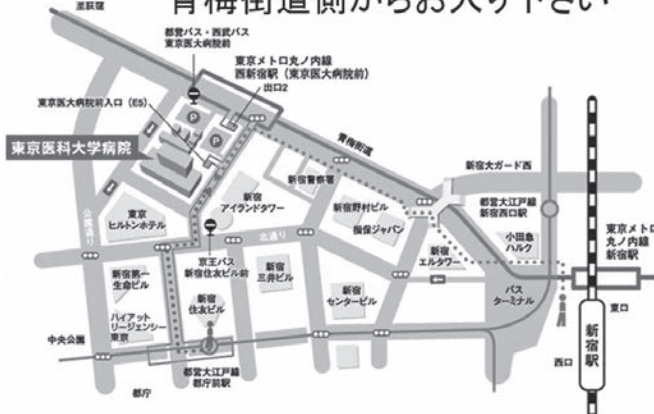 至荻窪
青梅街道側からお入り下さい
都営バス・西武バス
東京医大病院前
東京メトロ丸ノ内線
西新宿駅（東京医大病院前）
出口2
東京医大病院前入口（E5）
P
P
東京医科大学病院
青梅街道
新宿警察署
新宿大ガード西
公園通り
東京
ヒルトンホテル
新宿
アイランドタワー
新宿野村ビル
損保ジャパン
都営大江戸線
新宿西口駅
北通り
京王バス
新宿住友ビル前
新宿
エルタワー
小田急
ハルク
東京メトロ
丸ノ内線
新宿駅
新宿第一
生命ビル
新宿
住友ビル
新宿
三井ビル
新宿
センタービル
バス
ターミナル
ハイアット
リージェンシー
東京
中央公園
東口
西口
新宿駅
都営大江戸線
都庁前駅
都庁